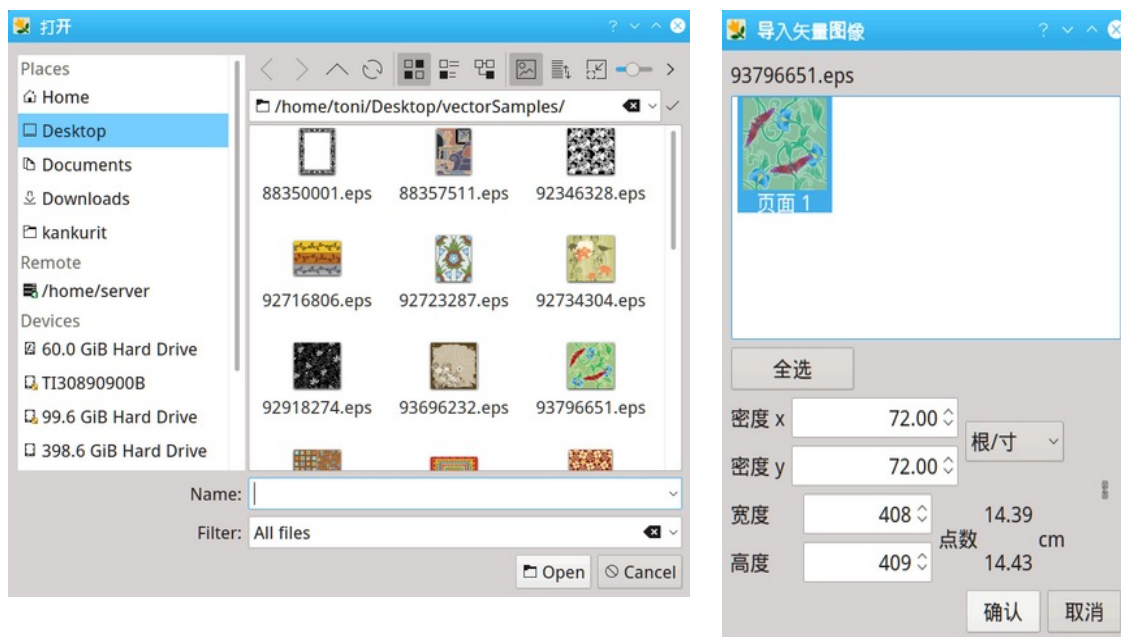 打开
Places
Home
Desktop
Documents
Downloads
kankurit
Remote
/home/server
Devices
60.0 GiB Hard Drive
TI30890900B
99.6 GiB Hard Drive
398.6 GiB Hard Drive
/home/toni/Desktop/vectorSamples/
88350001.eps 88357511.eps 92346328.eps
92716806.eps 92723287.eps 92734304.eps
92918274.eps 93696232.eps 93796651.eps
Name:
Filter: All files
Open Cancel
导入矢量图像
93796651.eps
页面 1
全选
密度 x 72.00
根/寸
密度 y 72.00
宽度 408 14.39
点数 cm
高度 409 14.43
确认 取消